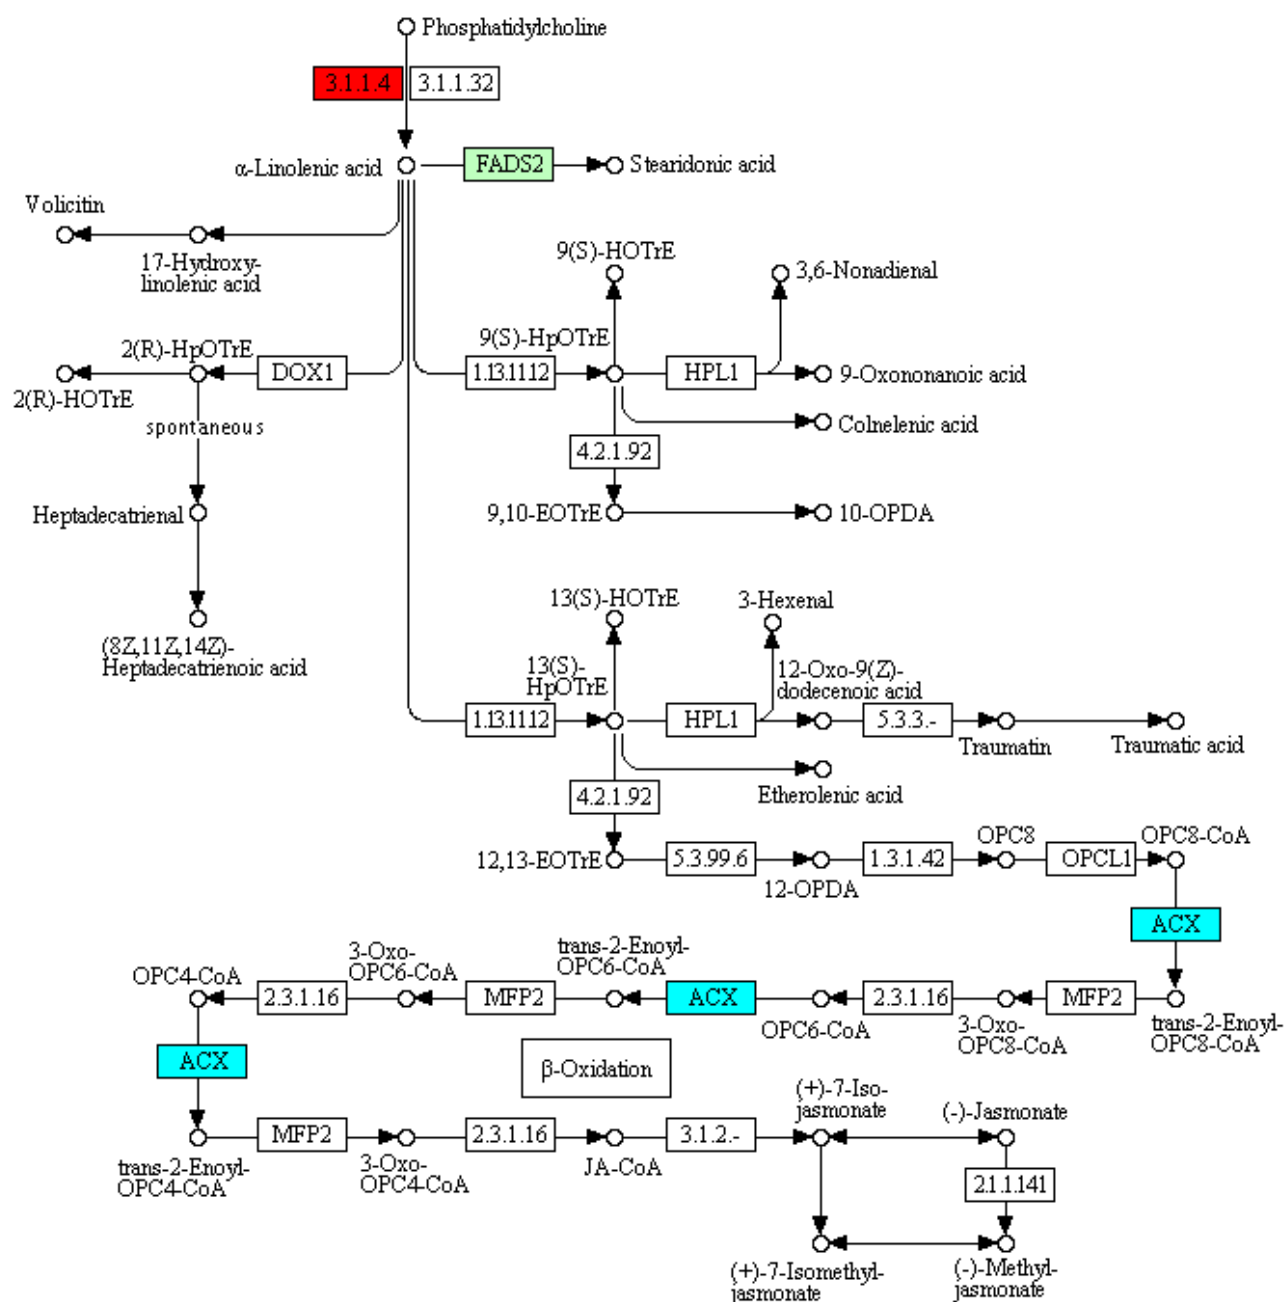 Phosphatidylcholine
3.1.1.4
3.1.1.32
α-Linolenic acid
FADS2
Stearidonic acid
Volicitin
17-Hydroxy-
linolenic acid
9(S)-HOTrE
3,6-Nonadienal
2(R)-HpOTrE
DOX1
9(S)-HpOTrE
1.13.11.12
HPL1
9-Oxononanoic acid
2(R)-HOTrE
spontaneous
Colnelenic acid
4.2.1.92
Heptadecatrienal
9,10-EOTrE
10-OPDA
13(S)-HOTrE
3-Hexenal
(8Z,11Z,14Z)-
Heptadecatrienoic acid
13(S)-
HpOTrE
12-Oxo-9(Z)-
dodecenoic acid
1.13.11.12
HPL1
5.3.3.-
Traumatin
Traumatic acid
Etherolenic acid
4.2.1.92
12,13-EOTrE
5.3.99.6
12-OPDA
1.3.1.42
OPC8
OPCL1
OPC8-CoA
ACX
OPC4-CoA
2.3.1.16
3-Oxo-
OPC6-CoA
MFP2
trans-2-Enoyl-
OPC6-CoA
ACX
OPC6-CoA
2.3.1.16
3-Oxo-
OPC8-CoA
MFP2
trans-2-Enoyl-
OPC8-CoA
ACX
β-Oxidation
trans-2-Enoyl-
OPC4-CoA
MFP2
3-Oxo-
OPC4-CoA
2.3.1.16
JA-CoA
3.1.2.-
(+)-7-Iso-
jasmonate
(-)-Jasmonate
2.1.1.141
(+)-7-Isomethyl-
jasmonate
(-)-Methyl-
jasmonate